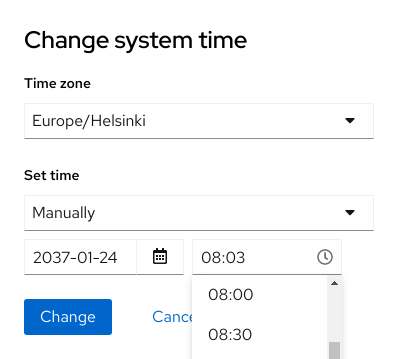 Change system time
Time zone
Europe/Helsinki
Set time
Manually
2037-01-24 08:03
08:00
08:30
Change